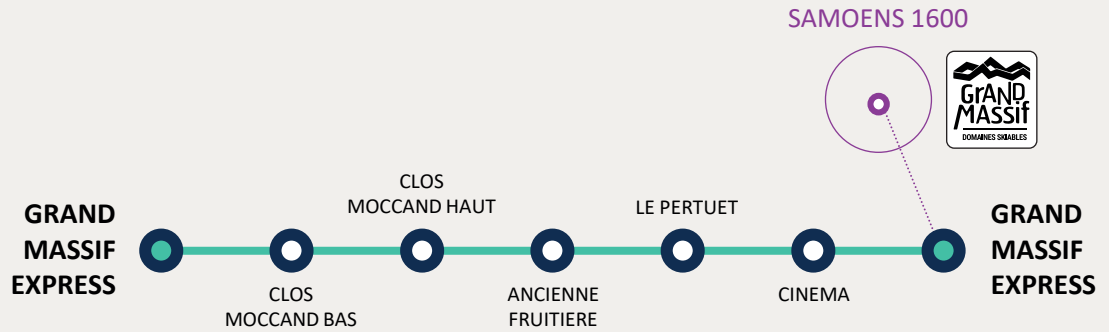 SAMOENS 1600
GrAND
MASSif
DOMAINES SKIABLES
GRAND
MASSIF
EXPRESS
CLOS
MOCCAND BAS
CLOS
MOCCAND HAUT
ANCIENNE
FRUITIERE
LE PERTUET
CINEMA
GRAND
MASSIF
EXPRESS